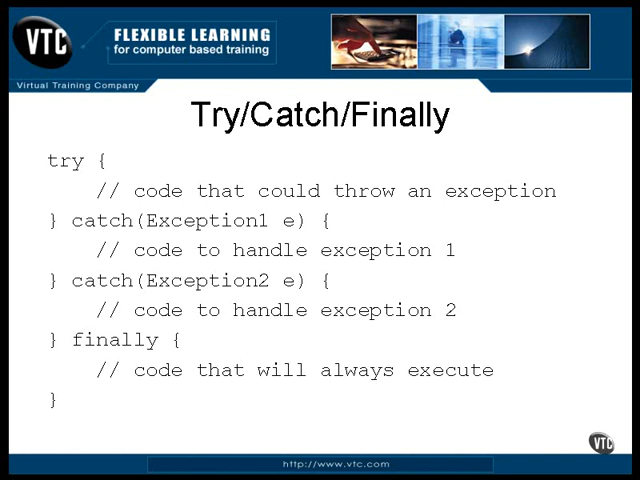 VTC
FLEXIBLE LEARNING
for computer based training
Virtual Training Company
Try/Catch/Finally
try {
    // code that could throw an exception
} catch(Exception1 e) {
    // code to handle exception 1
} catch(Exception2 e) {
    // code to handle exception 2
} finally {
    // code that will always execute
}
VTC
http://www.vtc.com